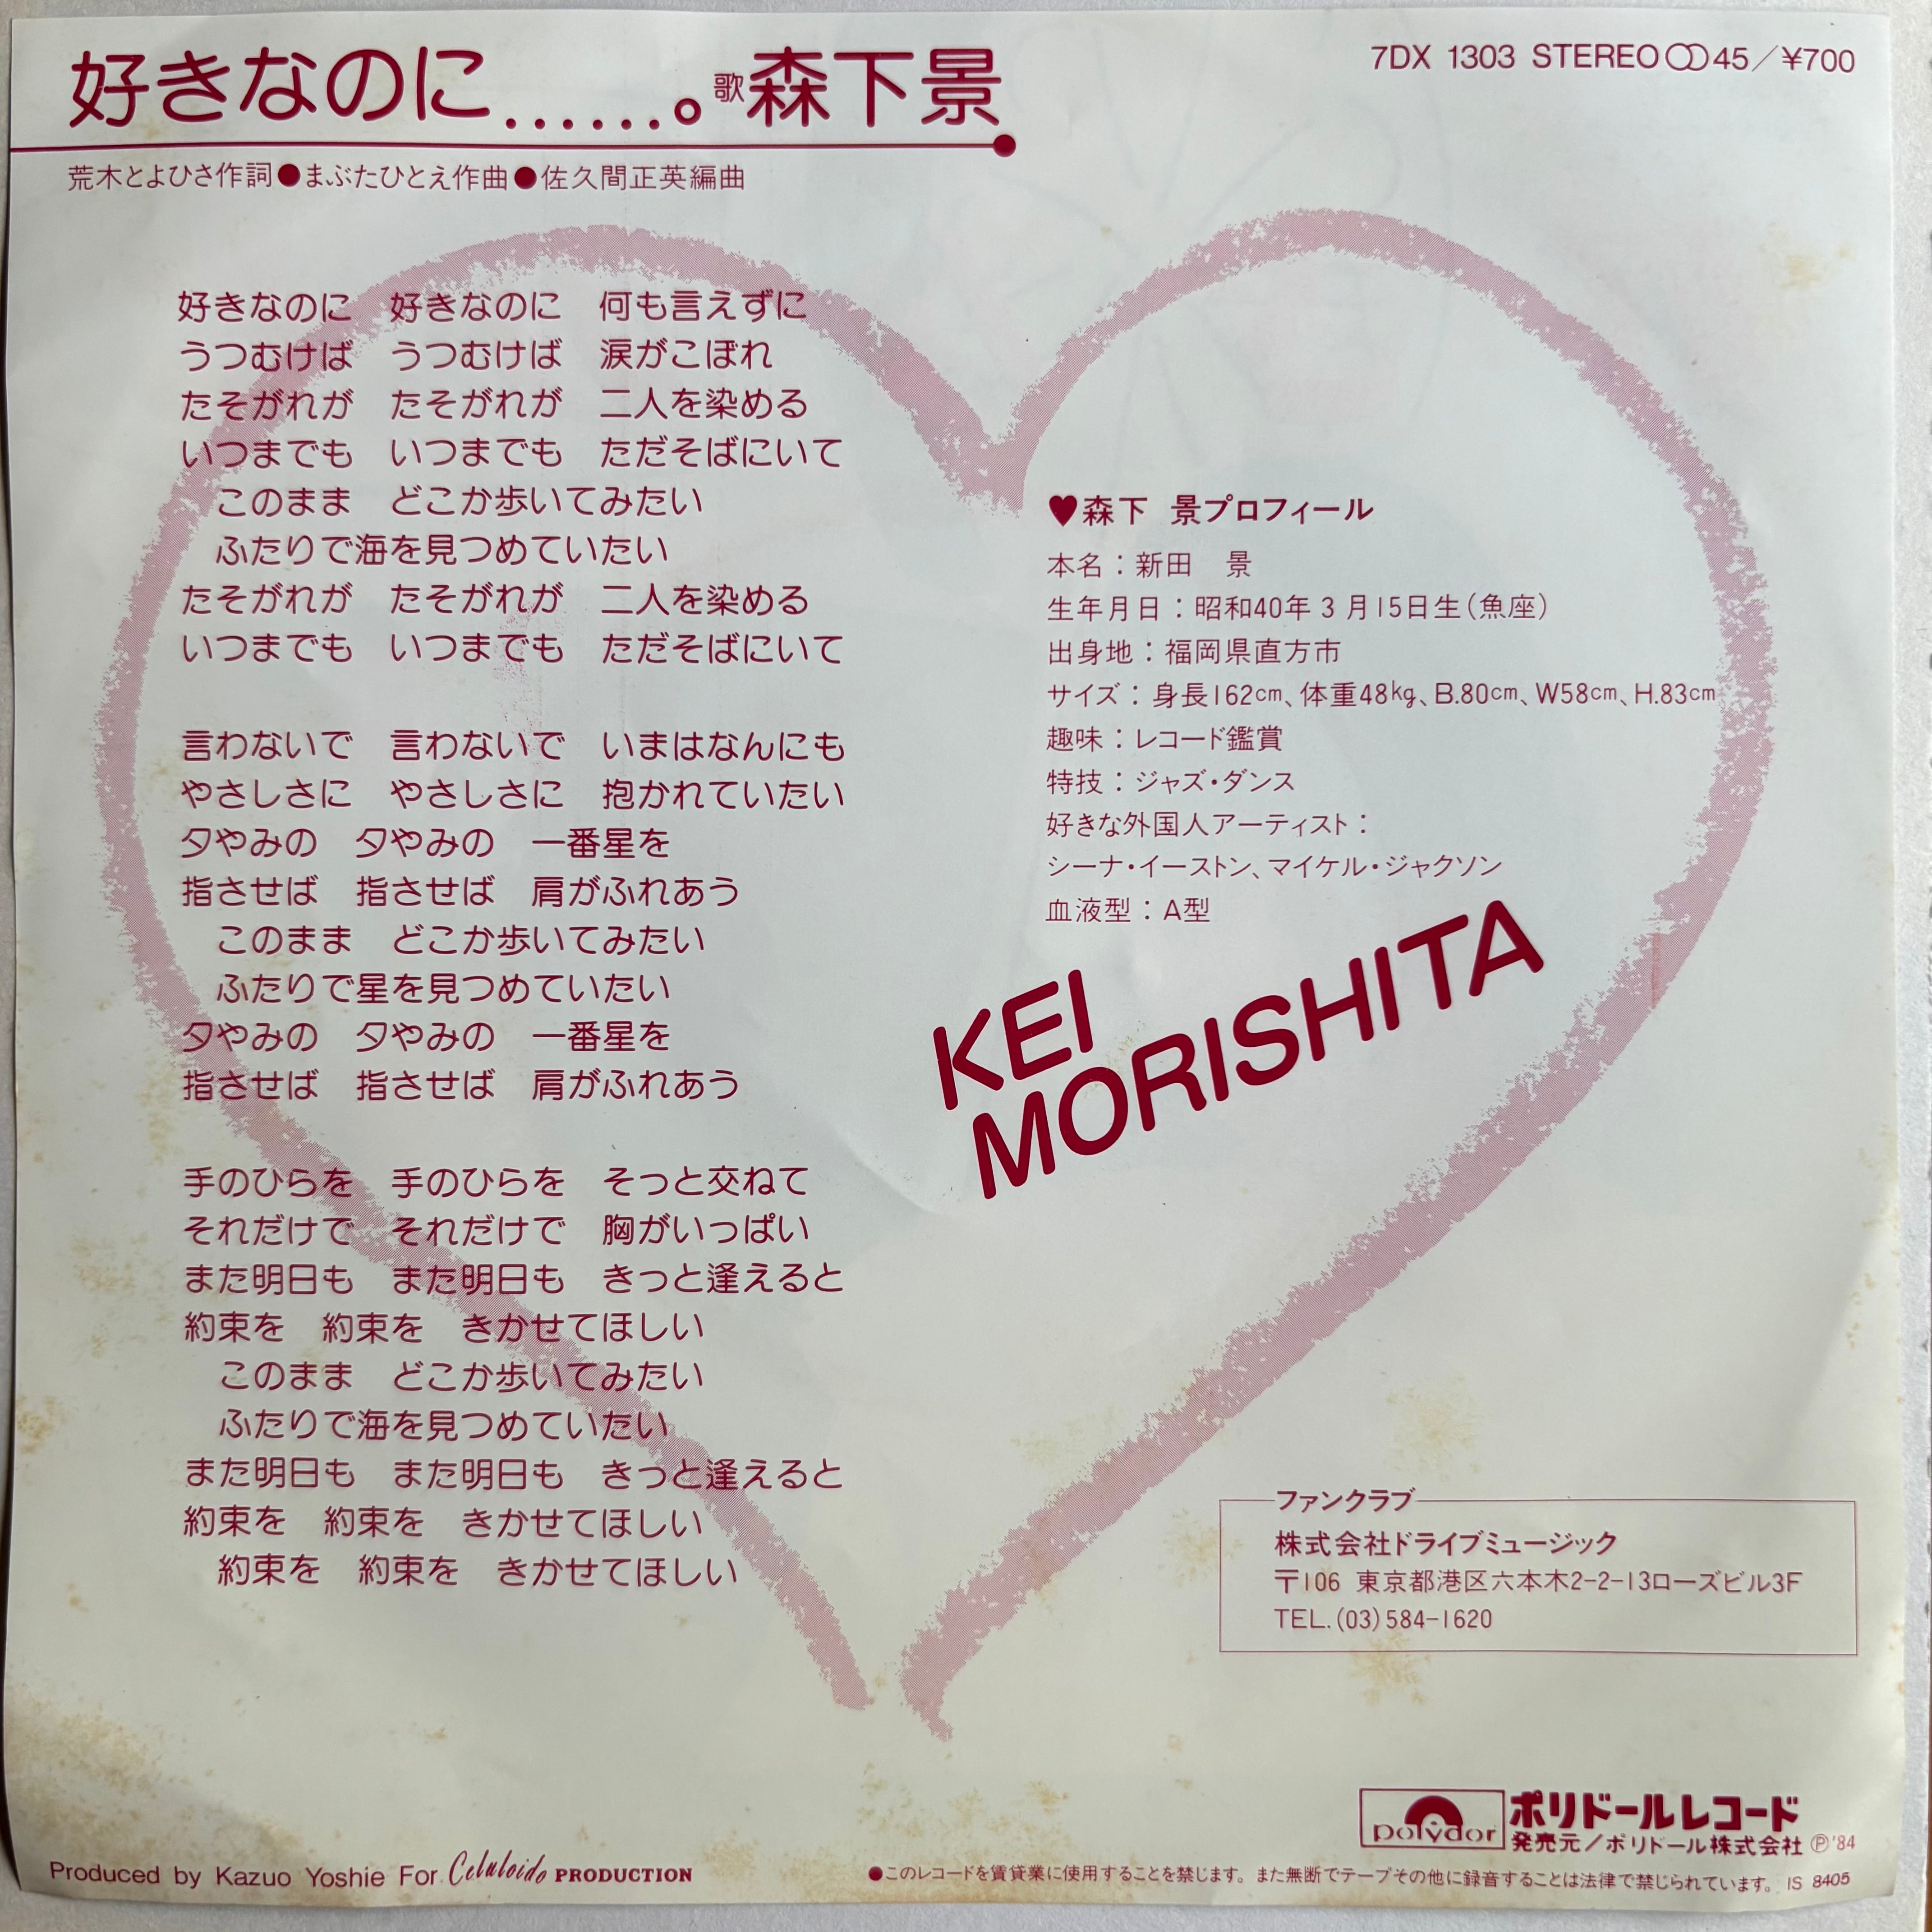 好きなのに……。歌 森下景
7DX 1303 STEREO 45／¥700
荒木とよひさ作詞●まぶたひとえ作曲●佐久間正英編曲
好きなのに　好きなのに　何も言えずに
うつむけば　うつむけば　涙がこぼれ
たそがれが　たそがれが　二人を染める
いつまでも　いつまでも　ただそばにいて
このまま　どこか歩いてみたい
ふたりで海を見つめていたい
たそがれが　たそがれが　二人を染める
いつまでも　いつまでも　ただそばにいて
言わないで　言わないで　いまはなんにも
やさしさに　やさしさに　抱かれていたい
夕やみの　夕やみの　一番星を
指させば　指させば　肩がふれあう
このまま　どこか歩いてみたい
ふたりで星を見つめていたい
夕やみの　夕やみの　一番星を
指させば　指させば　肩がふれあう
手のひらを　手のひらを　そっと交ねて
それだけで　それだけで　胸がいっぱい
また明日も　また明日も　きっと逢えると
約束を　約束を　きかせてほしい
このまま　どこか歩いてみたい
ふたりで海を見つめていたい
また明日も　また明日も　きっと逢えると
約束を　約束を　きかせてほしい
約束を　約束を　きかせてほしい
♥森下　景プロフィール
本名：新田　景
生年月日：昭和40年3月15日生（魚座）
出身地：福岡県直方市
サイズ：身長162cm、体重48kg、B.80cm、W58cm、H.83cm
趣味：レコード鑑賞
特技：ジャズ・ダンス
好きな外国人アーティスト：
シーナ・イーストン、マイケル・ジャクソン
血液型：A型
KEI
MORISHITA
ファンクラブ
株式会社ドライブミュージック
〒106 東京都港区六本木2-2-13ローズビル3F
TEL.(03)584-1620
polydor ポリドールレコード
発売元／ポリドール株式会社 Ⓟ'84
Produced by Kazuo Yoshie For Celuloido PRODUCTION
●このレコードを賃貸業に使用することを禁じます。また無断でテープその他に録音することは法律で禁じられています。 IS 8405